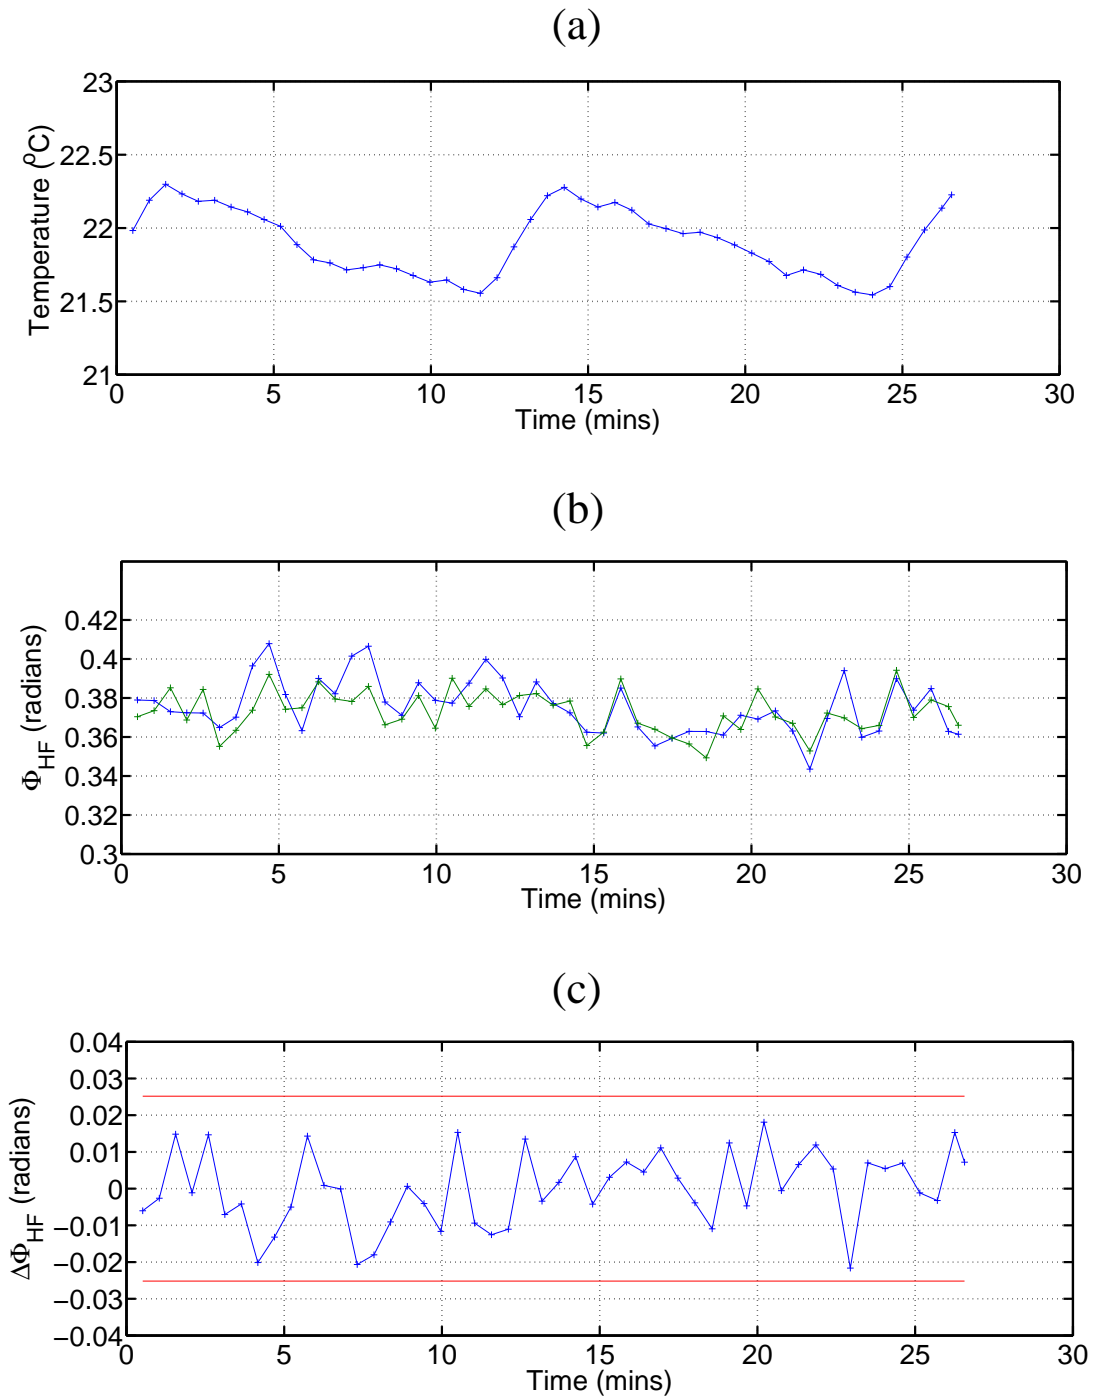 (a)
23
22.5
22
21.5
21
Temperature (⁰C)
0 5 10 15 20 25 30
Time (mins)
(b)
0.42
0.4
0.38
0.36
0.34
0.32
0.3
Φ_HF (radians)
0 5 10 15 20 25 30
Time (mins)
(c)
0.04
0.03
0.02
0.01
0
−0.01
−0.02
−0.03
−0.04
ΔΦ_HF (radians)
0 5 10 15 20 25 30
Time (mins)